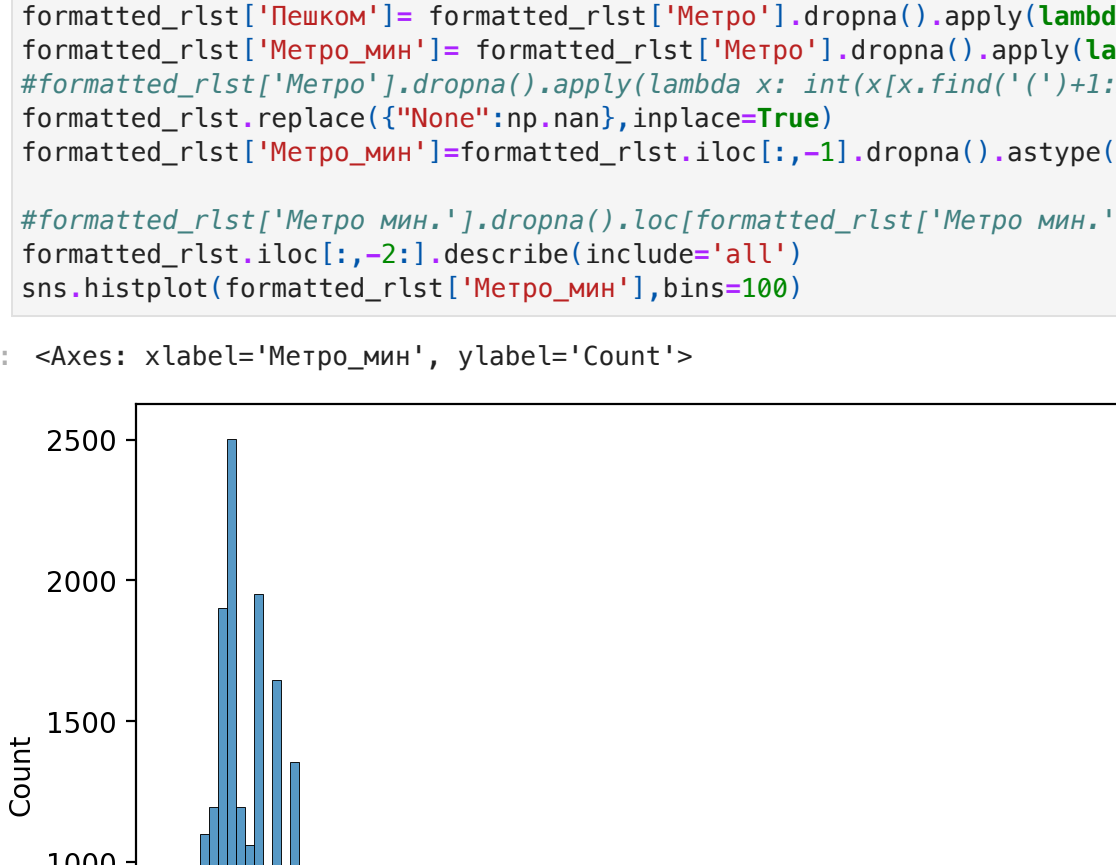 formatted_rlst['Пешком']= formatted_rlst['Метро'].dropna().apply(lambd
formatted_rlst['Метро_мин']= formatted_rlst['Метро'].dropna().apply(la
#formatted_rlst['Метро'].dropna().apply(lambda x: int(x[x.find('(')+1:
formatted_rlst.replace({"None":np.nan},inplace=True)
formatted_rlst['Метро_мин']=formatted_rlst.iloc[:,-1].dropna().astype(
#formatted_rlst['Метро мин.'].dropna().loc[formatted_rlst['Метро мин.'
formatted_rlst.iloc[:,-2:].describe(include='all')
sns.histplot(formatted_rlst['Метро_мин'],bins=100)
: <Axes: xlabel='Метро_мин', ylabel='Count'>
2500
2000
1500
Count
1000